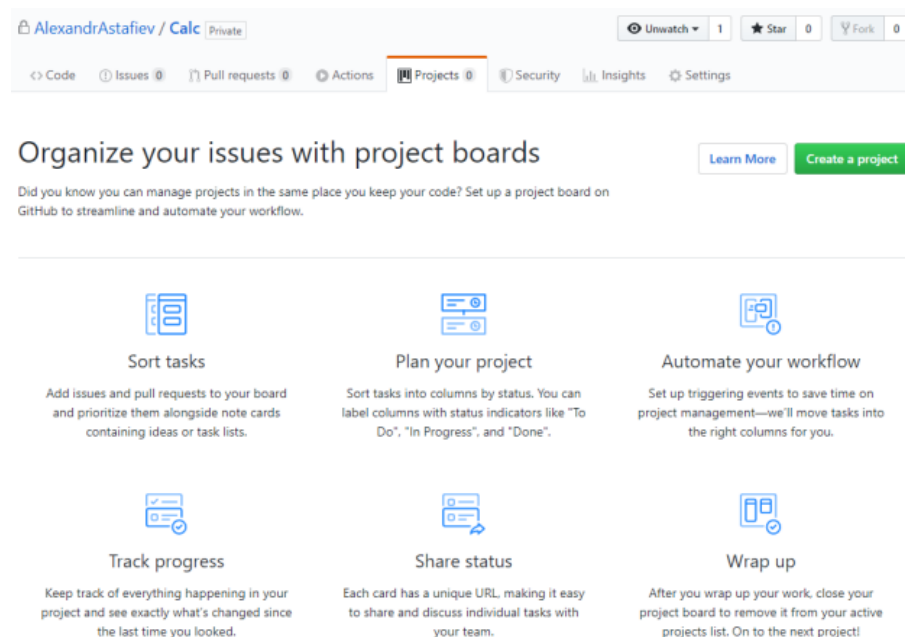 AlexandrAstafiev / Calc Private
Unwatch 1 Star 0 Fork 0
Code Issues 0 Pull requests 0 Actions Projects 0 Security Insights Settings
Organize your issues with project boards
Learn More Create a project
Did you know you can manage projects in the same place you keep your code? Set up a project board on
GitHub to streamline and automate your workflow.
Sort tasks
Add issues and pull requests to your board
and prioritize them alongside note cards
containing ideas or task lists.
Plan your project
Sort tasks into columns by status. You can
label columns with status indicators like "To
Do", "In Progress", and "Done".
Automate your workflow
Set up triggering events to save time on
project management—we'll move tasks into
the right columns for you.
Track progress
Keep track of everything happening in your
project and see exactly what's changed since
the last time you looked.
Share status
Each card has a unique URL, making it easy
to share and discuss individual tasks with
your team.
Wrap up
After you wrap up your work, close your
project board to remove it from your active
projects list. On to the next project!